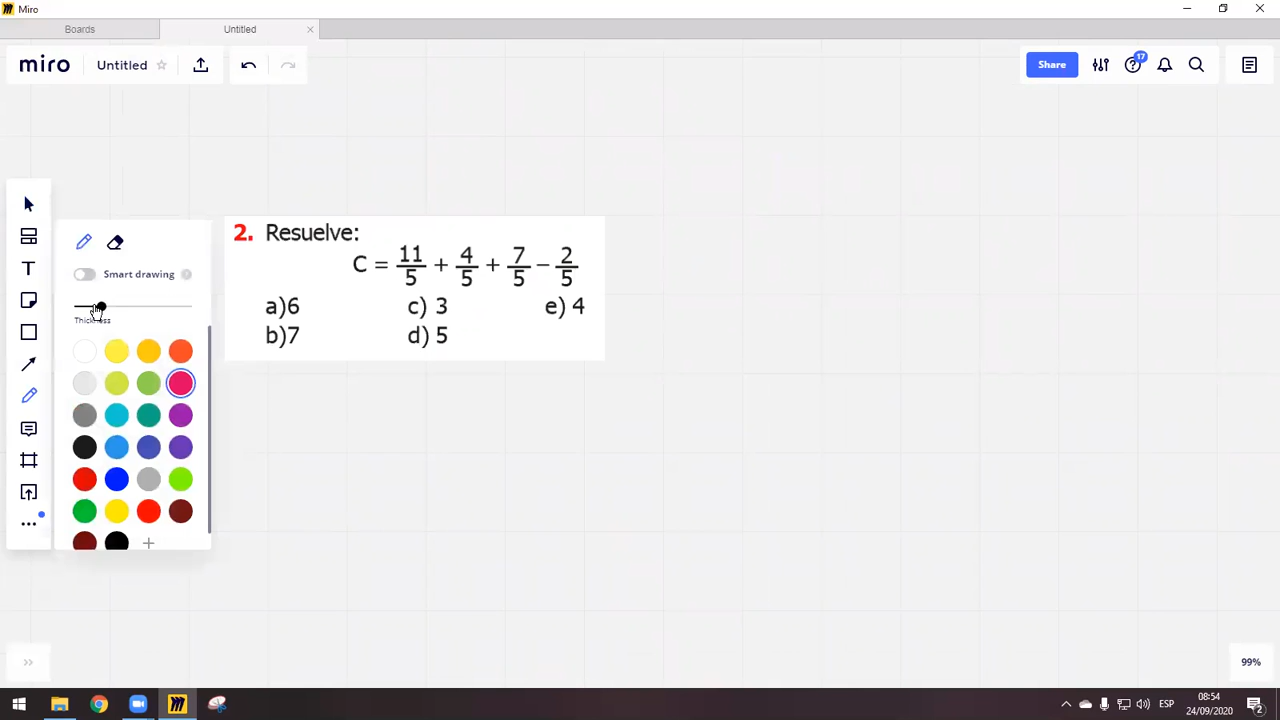 Miro
Boards
Untitled
miro
Untitled
Share
17
Smart drawing
Thickness
2. Resuelve:
C = 11/5 + 4/5 + 7/5 − 2/5
a)6 c) 3 e) 4
b)7 d) 5
99%
ESP
08:54
24/09/2020
2